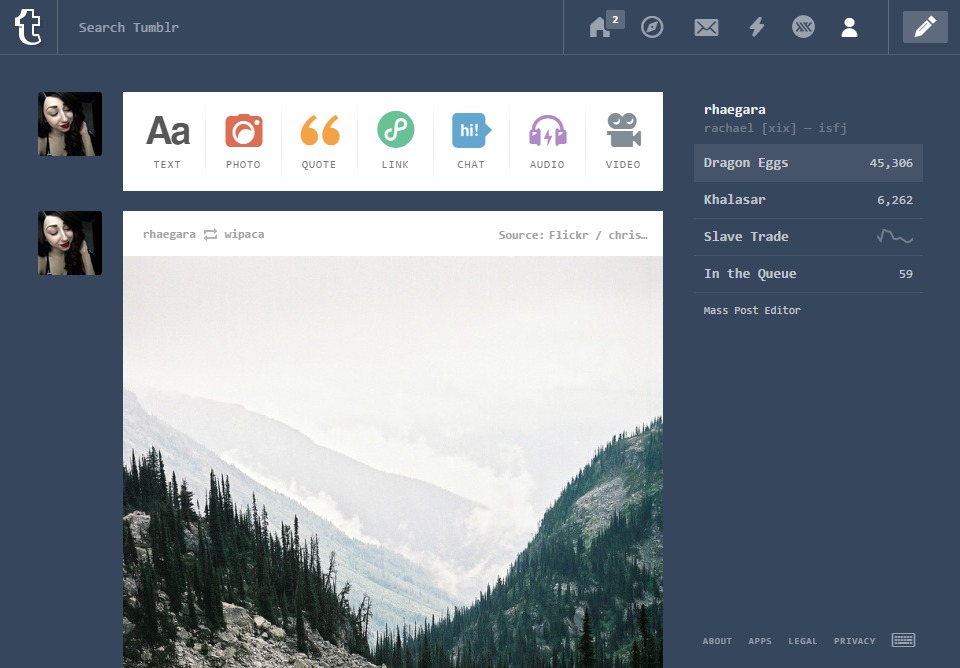 t
Search Tumblr
2
Aa
TEXT
PHOTO
QUOTE
LINK
hi!
CHAT
AUDIO
VIDEO
rhaegara wipaca
Source: Flickr / chris…
rhaegara
rachael [xix] — isfj
Dragon Eggs 45,306
Khalasar 6,262
Slave Trade
In the Queue 59
Mass Post Editor
ABOUT APPS LEGAL PRIVACY